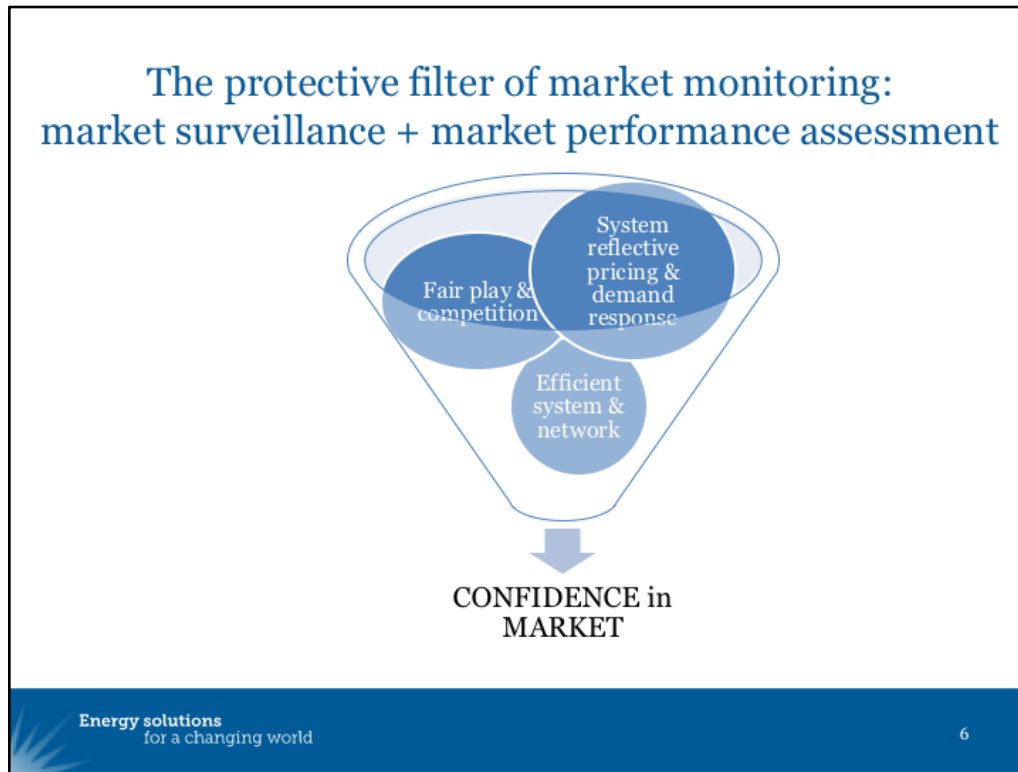 The protective filter of market monitoring:
market surveillance + market performance assessment
System
reflective
pricing &
demand
response
Fair play &
competition
Efficient
system &
network
CONFIDENCE in
MARKET
Energy solutions
for a changing world
6